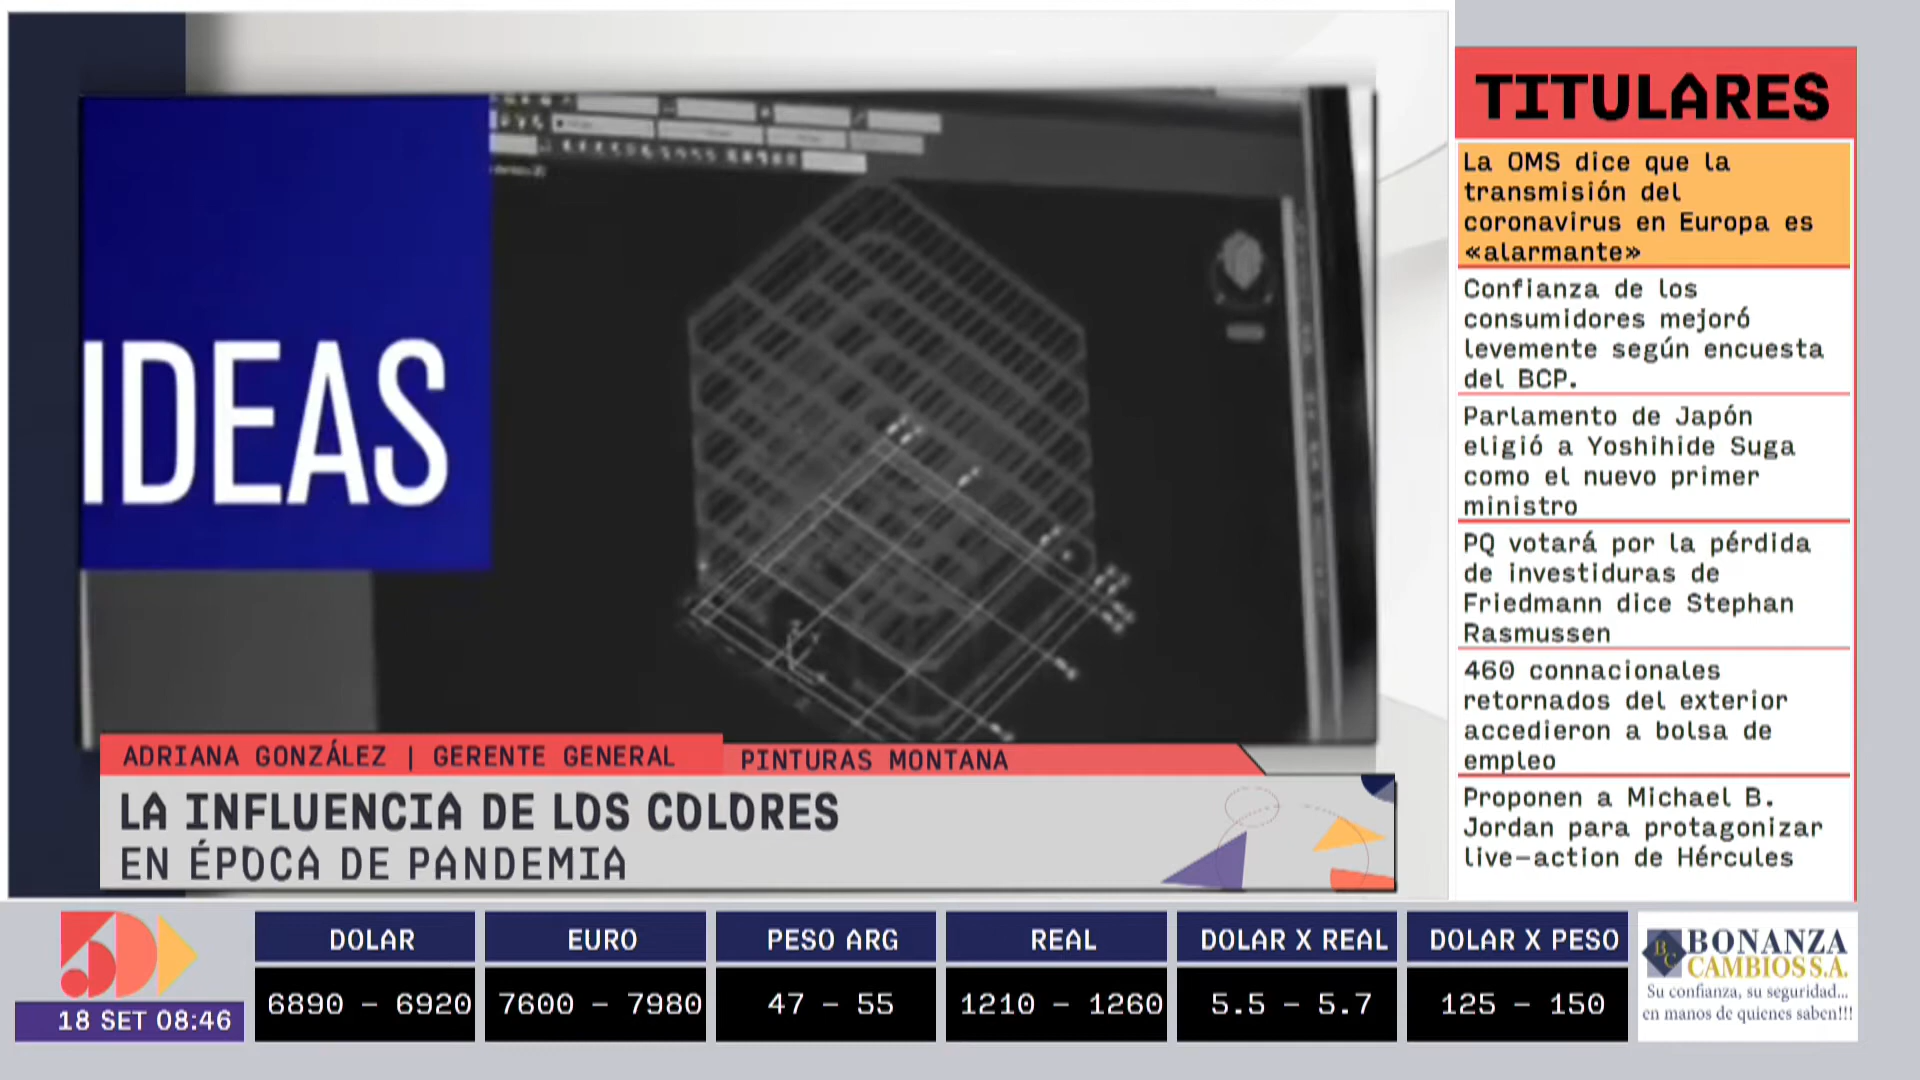 IDEAS
ADRIANA GONZÁLEZ | GERENTE GENERAL
PINTURAS MONTANA
LA INFLUENCIA DE LOS COLORES
EN ÉPOCA DE PANDEMIA
TITULARES
La OMS dice que la
transmisión del
coronavirus en Europa es
«alarmante»
Confianza de los
consumidores mejoró
levemente según encuesta
del BCP.
Parlamento de Japón
eligió a Yoshihide Suga
como el nuevo primer
ministro
PQ votará por la pérdida
de investiduras de
Friedmann dice Stephan
Rasmussen
460 connacionales
retornados del exterior
accedieron a bolsa de
empleo
Proponen a Michael B.
Jordan para protagonizar
live-action de Hércules
18 SET 08:46
DOLAR
6890 - 6920
EURO
7600 - 7980
PESO ARG
47 - 55
REAL
1210 - 1260
DOLAR X REAL
5.5 - 5.7
DOLAR X PESO
125 - 150
BC
BONANZA
CAMBIOS S.A.
Su confianza, su seguridad...
en manos de quienes saben!!!